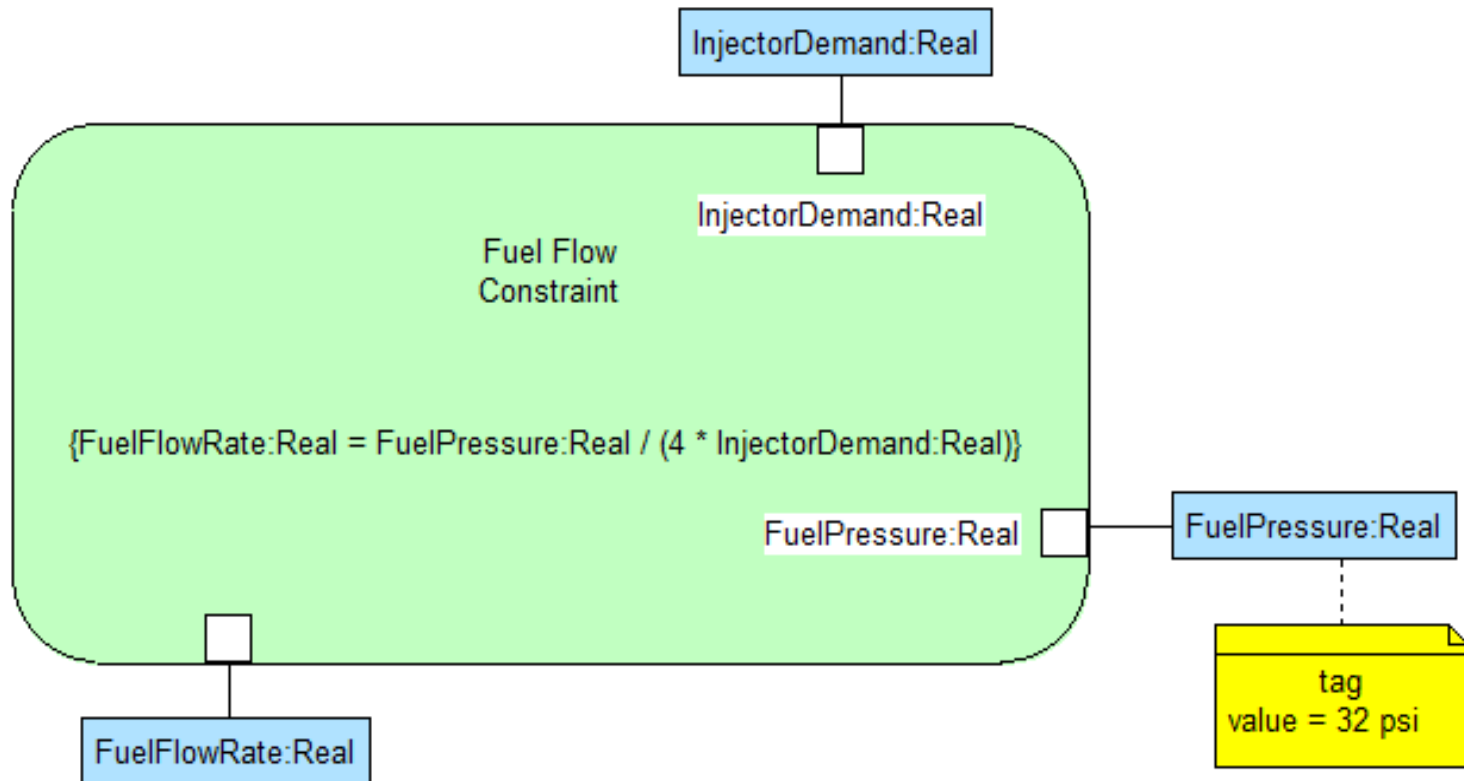 InjectorDemand:Real
InjectorDemand:Real
Fuel Flow
Constraint
{FuelFlowRate:Real = FuelPressure:Real / (4 * InjectorDemand:Real)}
FuelPressure:Real
FuelPressure:Real
tag
value = 32 psi
FuelFlowRate:Real